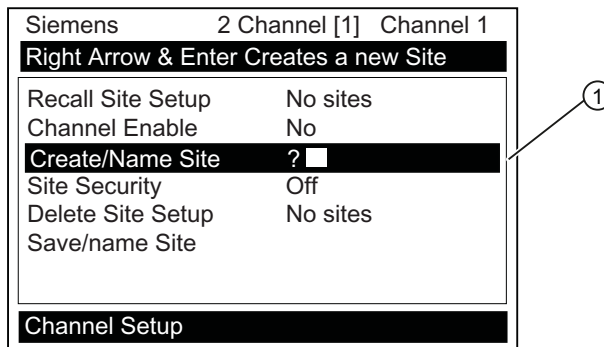 Siemens 2 Channel [1] Channel 1
Right Arrow & Enter Creates a new Site
Recall Site Setup No sites
Channel Enable No
Create/Name Site ?
Site Security Off
Delete Site Setup No sites
Save/name Site
Channel Setup
1